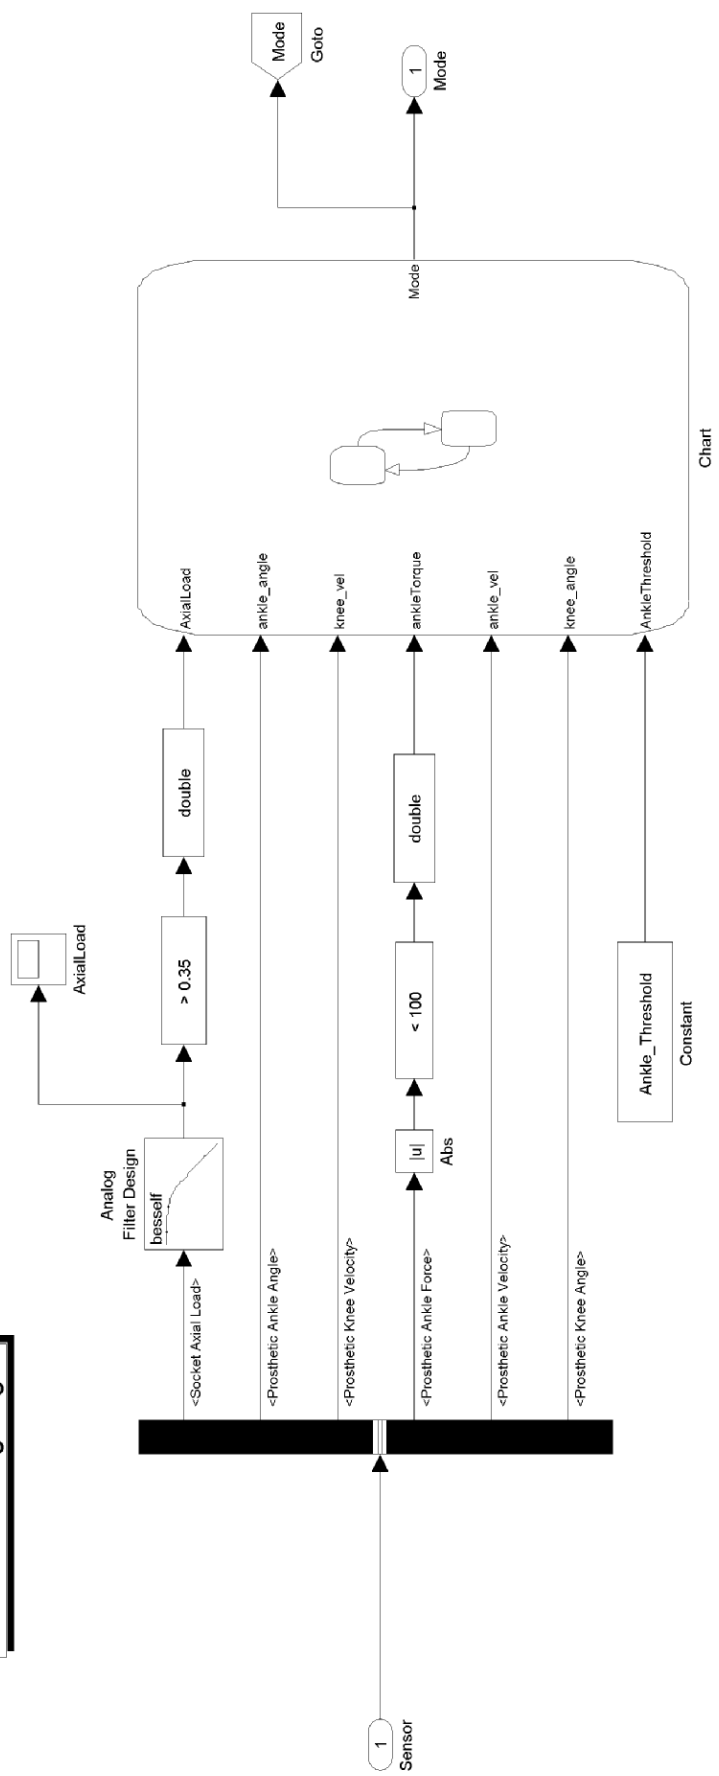 1
Sensor
<Socket Axial Load>
<Prosthetic Ankle Angle>
<Prosthetic Knee Velocity>
<Prosthetic Ankle Force>
<Prosthetic Ankle Velocity>
<Prosthetic Knee Angle>
Analog
Filter Design
besself
AxialLoad
> 0.35
double
|u|
Abs
< 100
double
Ankle_Threshold
Constant
AxialLoad
ankle_angle
knee_vel
ankleTorque
ankle_vel
knee_angle
AnkleThreshold
Mode
Chart
Mode
Goto
1
Mode